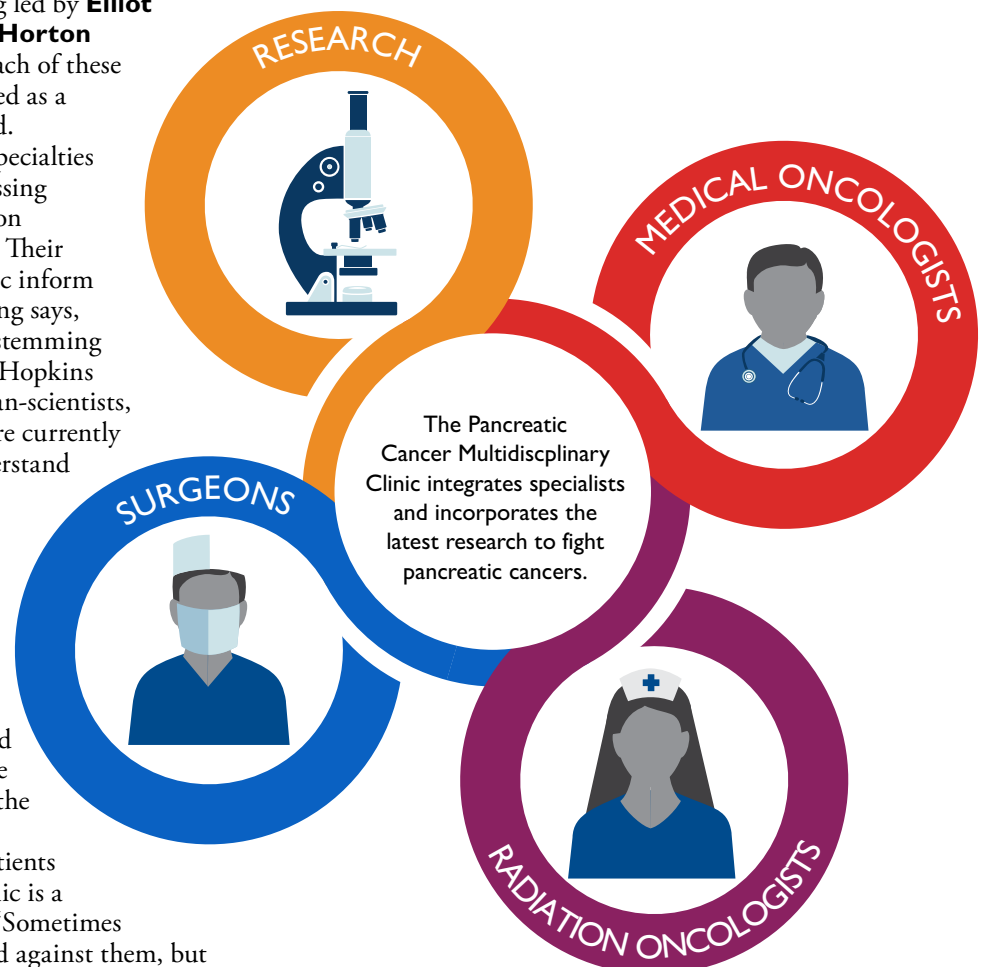 g led by Elliot
Horton
ach of these
ed as a
d.
pecialties
ssing
on
Their
ic inform
ng says,
stemming
Hopkins
an-scientists,
re currently
erstand
d
e
the
tients
nic is a
“Sometimes
d against them, but
RESEARCH
MEDICAL ONCOLOGISTS
The Pancreatic
Cancer Multidiscplinary
Clinic integrates specialists
and incorporates the
latest research to fight
pancreatic cancers.
SURGEONS
RADIATION ONCOLOGISTS